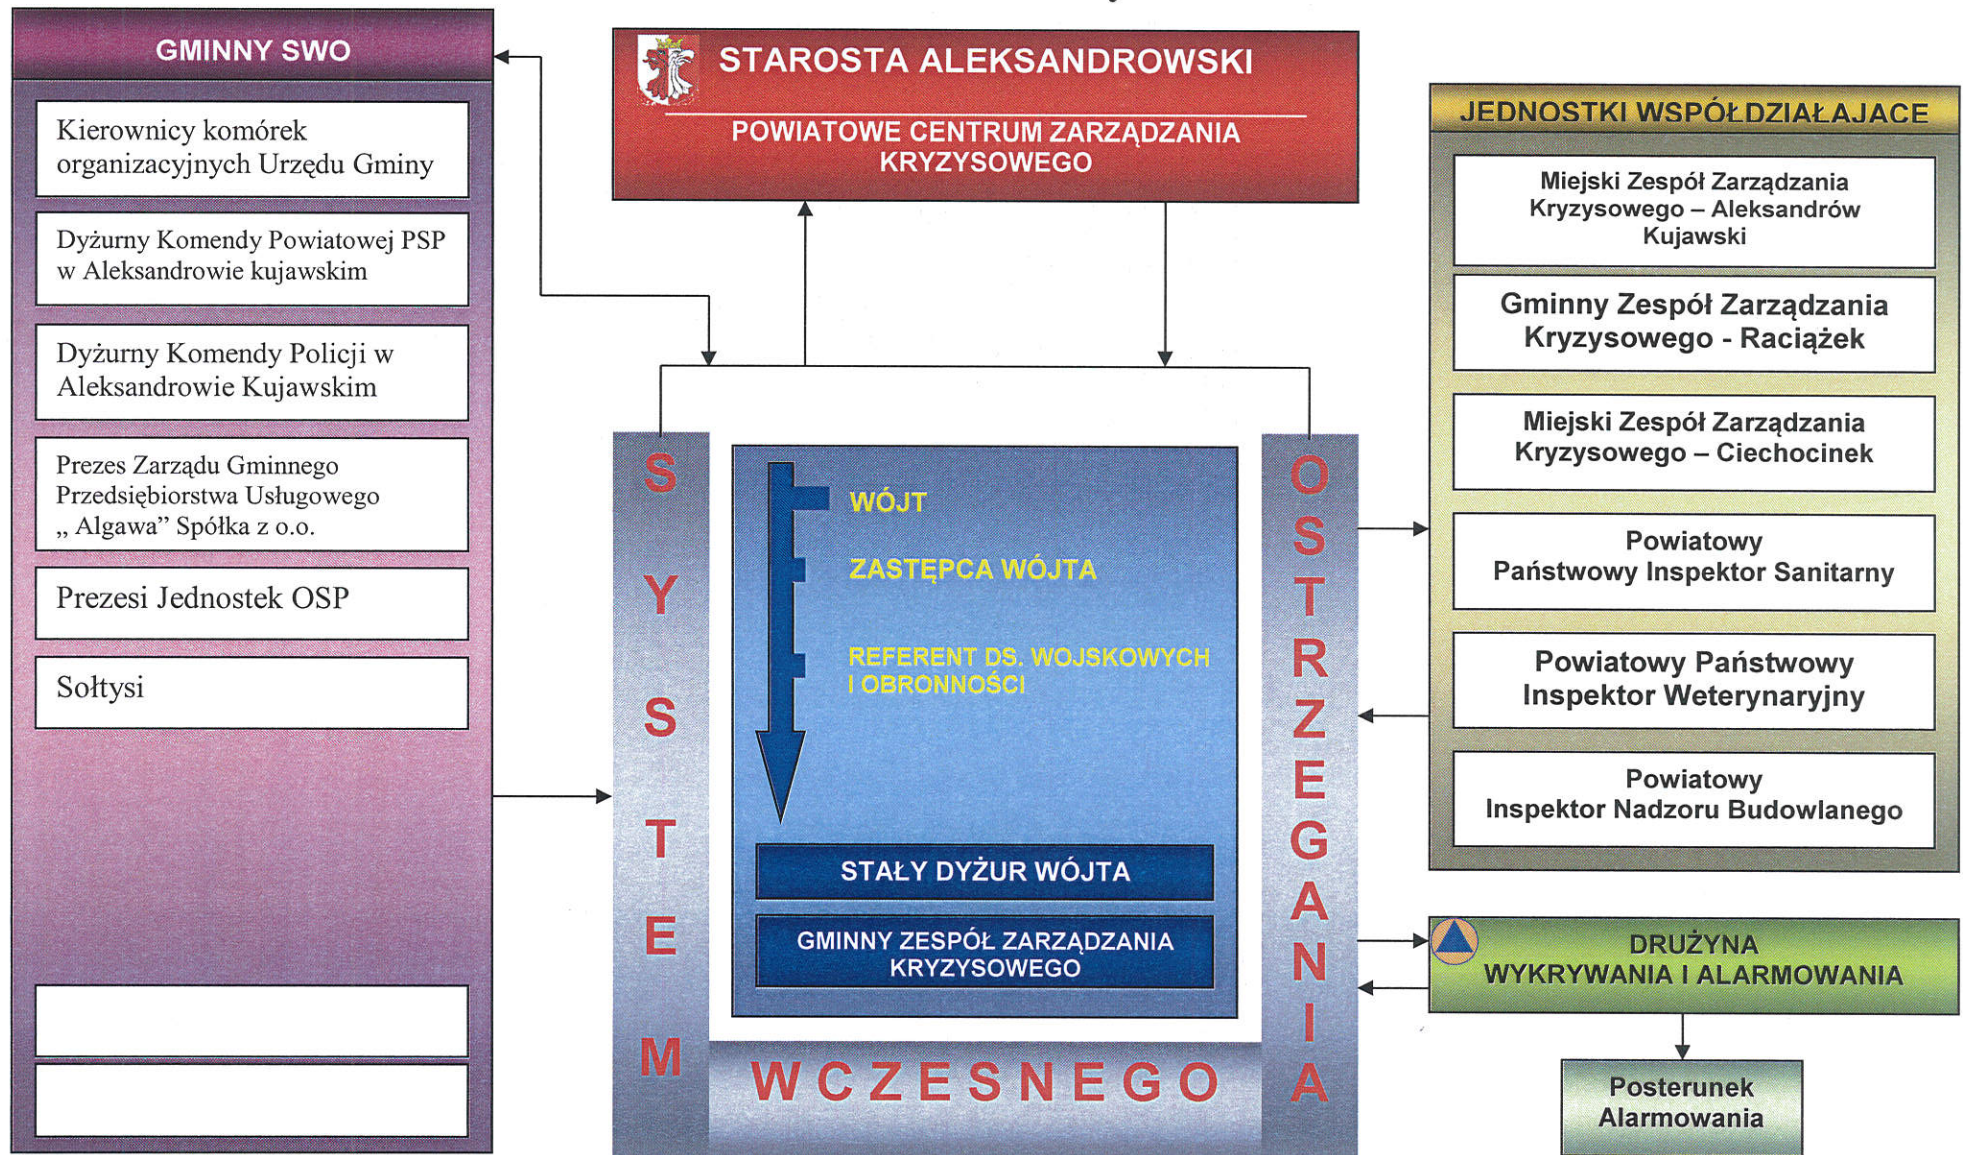 GMINNY SWO
Kierownicy komórek
organizacyjnych Urzędu Gminy
Dyżurny Komendy Powiatowej PSP
w Aleksandrowie kujawskim
Dyżurny Komendy Policji w
Aleksandrowie Kujawskim
Prezes Zarządu Gminnego
Przedsiębiorstwa Usługowego
„ Algawa” Spółka z o.o.
Prezesi Jednostek OSP
Sołtysi
STAROSTA ALEKSANDROWSKI
POWIATOWE CENTRUM ZARZĄDZANIA
KRYZYSOWEGO
SYSTEM
WCZESNEGO
OSTRZEGANIA
WÓJT
ZASTĘPCA WÓJTA
REFERENT DS. WOJSKOWYCH
I OBRONNOŚCI
STAŁY DYŻUR WÓJTA
GMINNY ZESPÓŁ ZARZĄDZANIA
KRYZYSOWEGO
JEDNOSTKI WSPÓŁDZIAŁAJACE
Miejski Zespół Zarządzania
Kryzysowego – Aleksandrów
Kujawski
Gminny Zespół Zarządzania
Kryzysowego - Raciążek
Miejski Zespół Zarządzania
Kryzysowego – Ciechocinek
Powiatowy
Państwowy Inspektor Sanitarny
Powiatowy Państwowy
Inspektor Weterynaryjny
Powiatowy
Inspektor Nadzoru Budowlanego
DRUŻYNA
WYKRYWANIA I ALARMOWANIA
Posterunek
Alarmowania